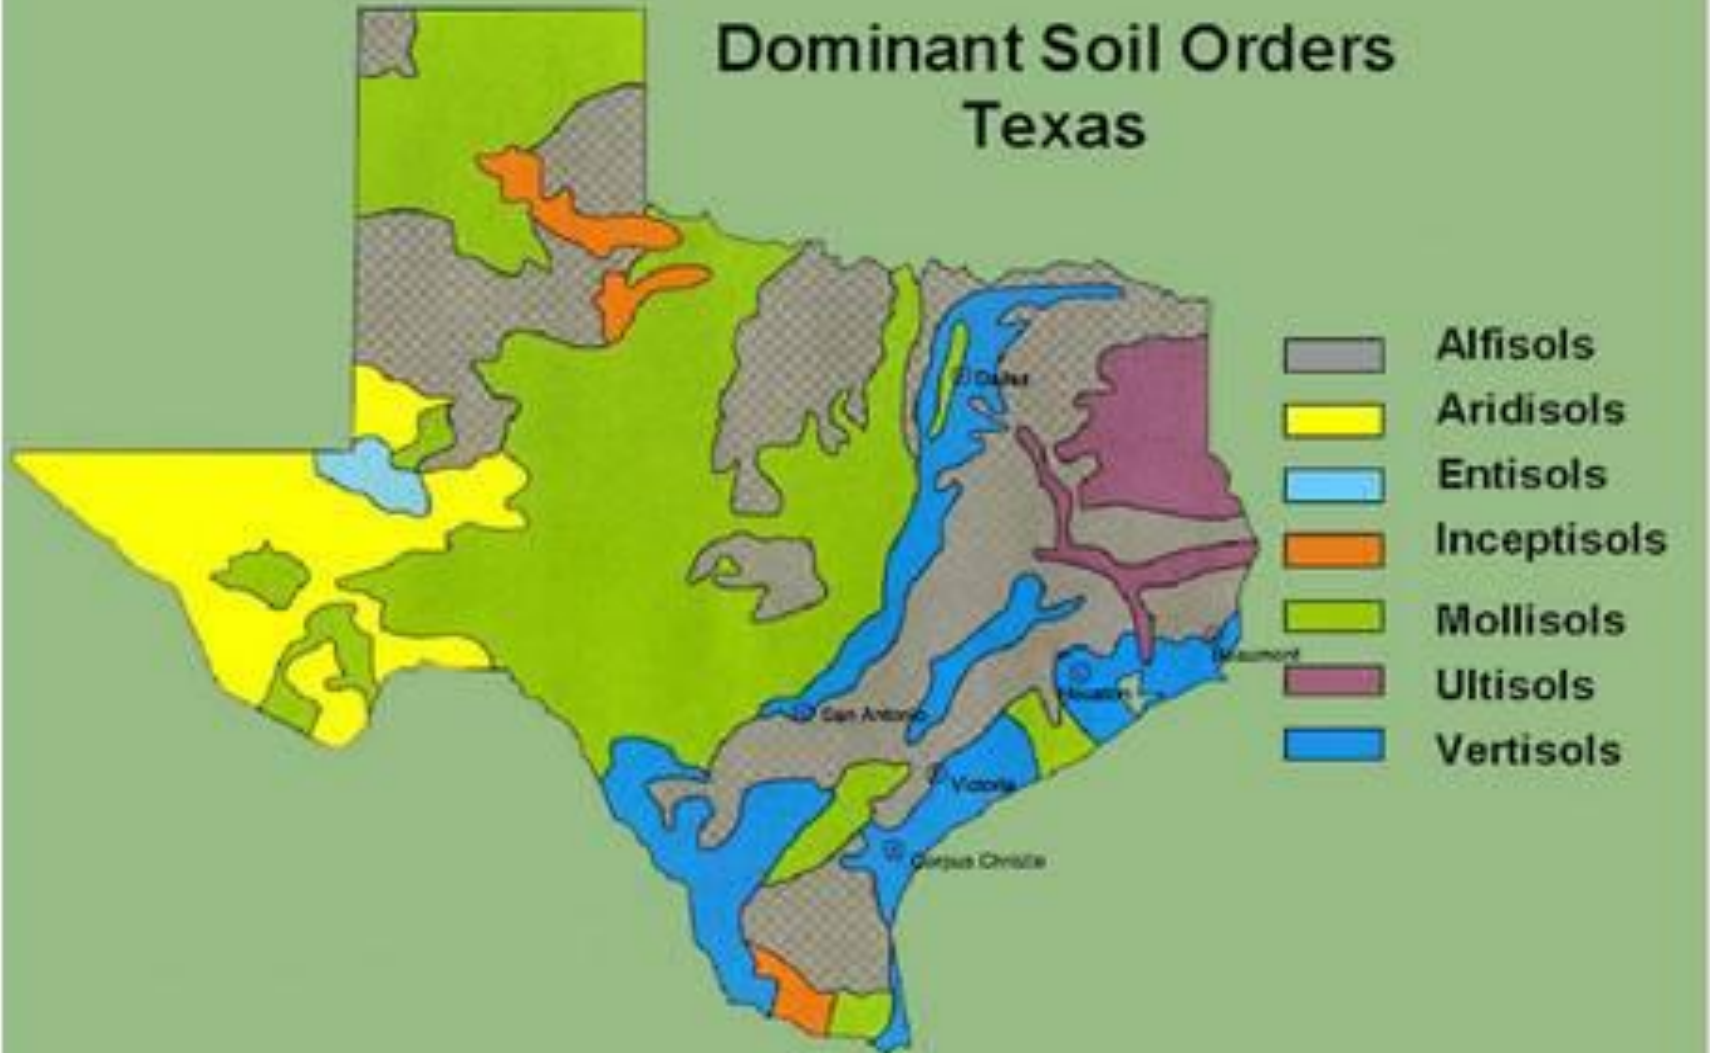 Dominant Soil Orders
Texas
Alfisols
Aridisols
Entisols
Inceptisols
Mollisols
Ultisols
Vertisols
Dallas
Beaumont
Houston
San Antonio
Victoria
Corpus Christie